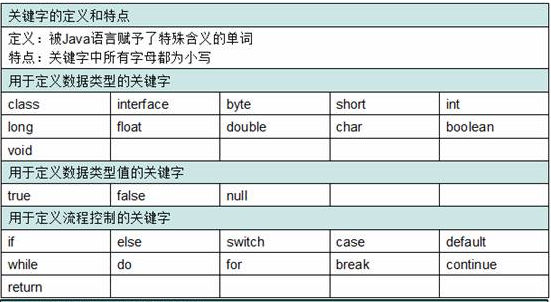 关键字的定义和特点
定义：被Java语言赋予了特殊含义的单词
特点：关键字中所有字母都为小写
用于定义数据类型的关键字
class interface byte short int
long float double char boolean
void
用于定义数据类型值的关键字
true false null
用于定义流程控制的关键字
if else switch case default
while do for break continue
return